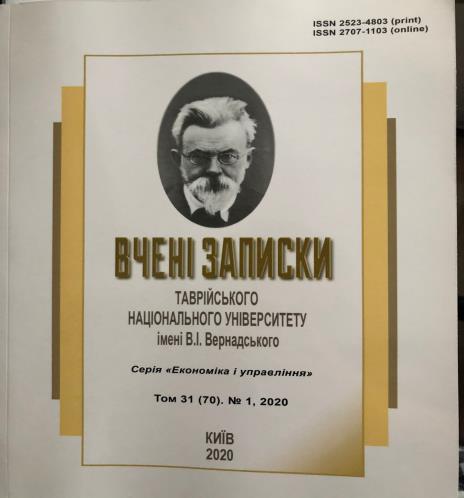 ISSN 2523-4803 (print)
ISSN 2707-1103 (online)
ВЧЕНІ ЗАПИСКИ
ТАВРІЙСЬКОГО
НАЦІОНАЛЬНОГО УНІВЕРСИТЕТУ
імені В.І. Вернадського
Серія «Економіка і управління»
Том 31 (70). № 1, 2020
КИЇВ
2020